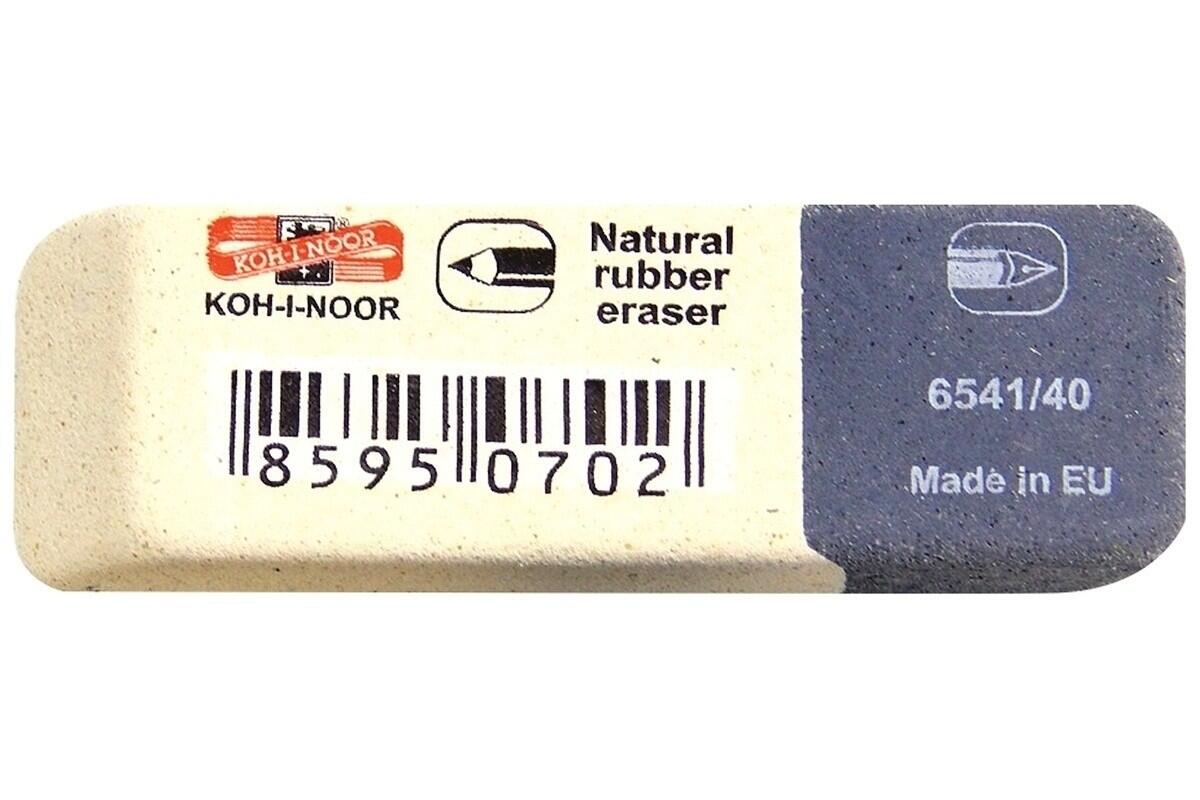 KOH-I-NOOR ®
KOH-I-NOOR
Natural
rubber
eraser
8595 0702
6541/40
Made in EU